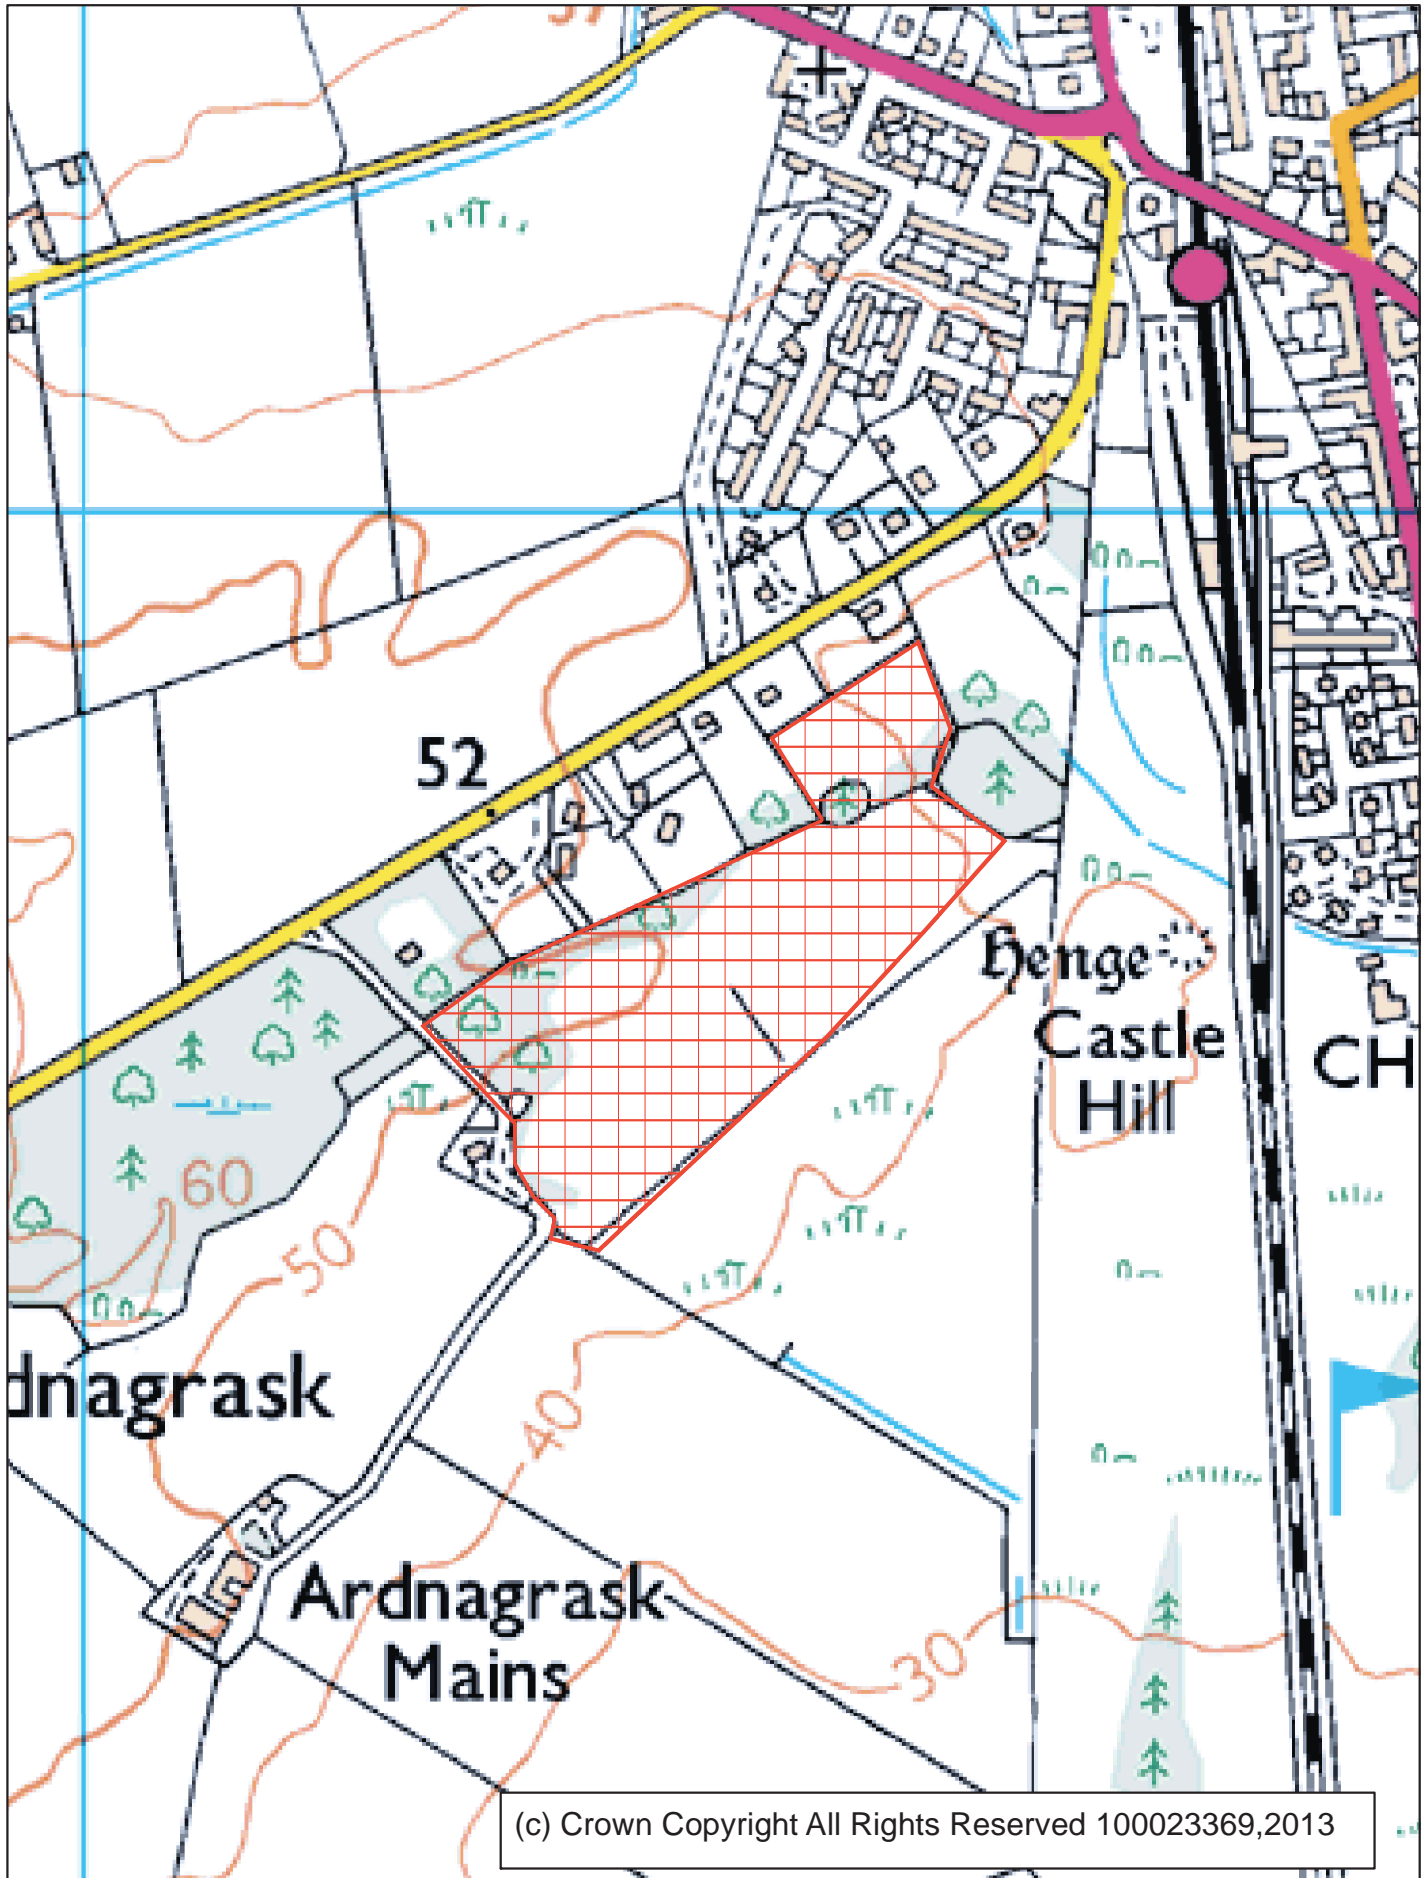 52
Henge
Castle
Hill
CH
60
50
dnagrask
40
Ardnagrask
Mains
30
(c) Crown Copyright All Rights Reserved 100023369,2013